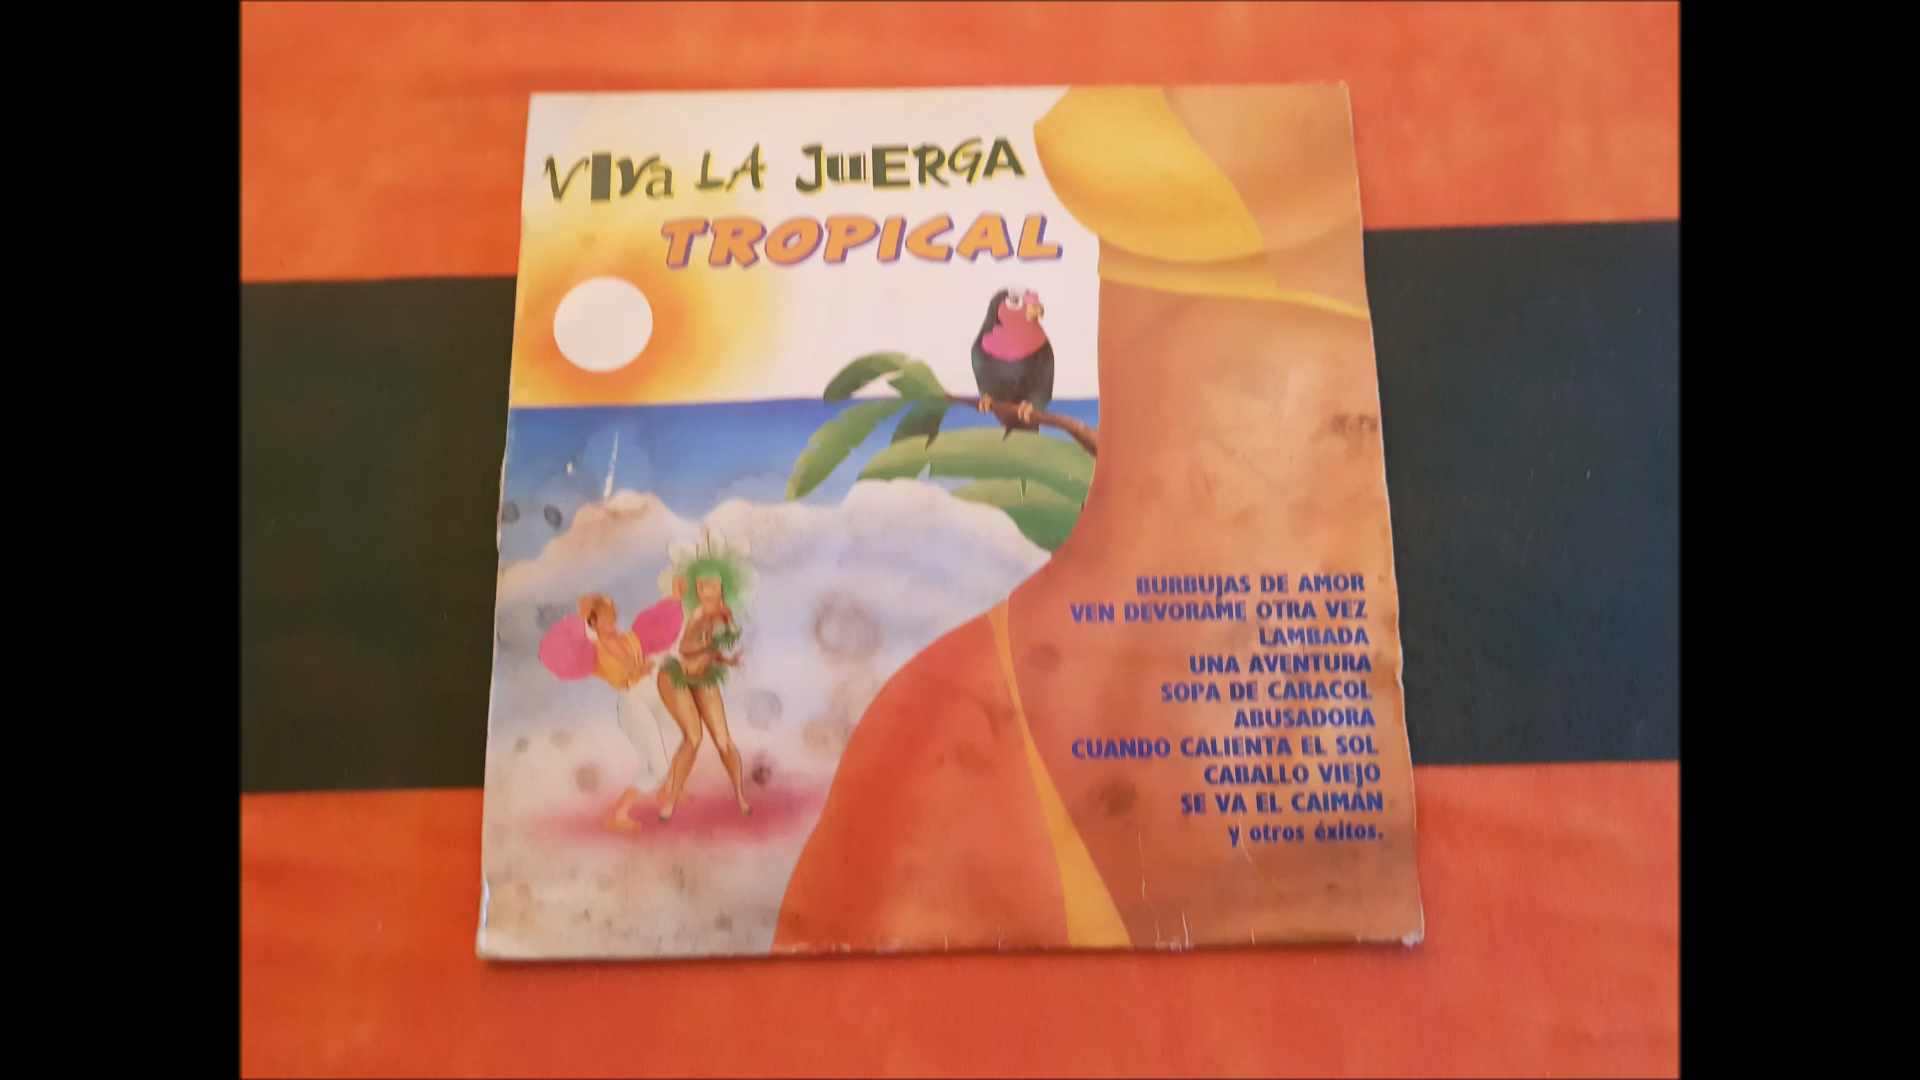 VIVa LA JUERGA
TROPICAL
BURBUJAS DE AMOR
VEN DEVORAME OTRA VEZ
LAMBADA
UNA AVENTURA
SOPA DE CARACOL
ABUSADORA
CUANDO CALIENTA EL SOL
CABALLO VIEJO
SE VA EL CAIMÁN
y otros éxitos.